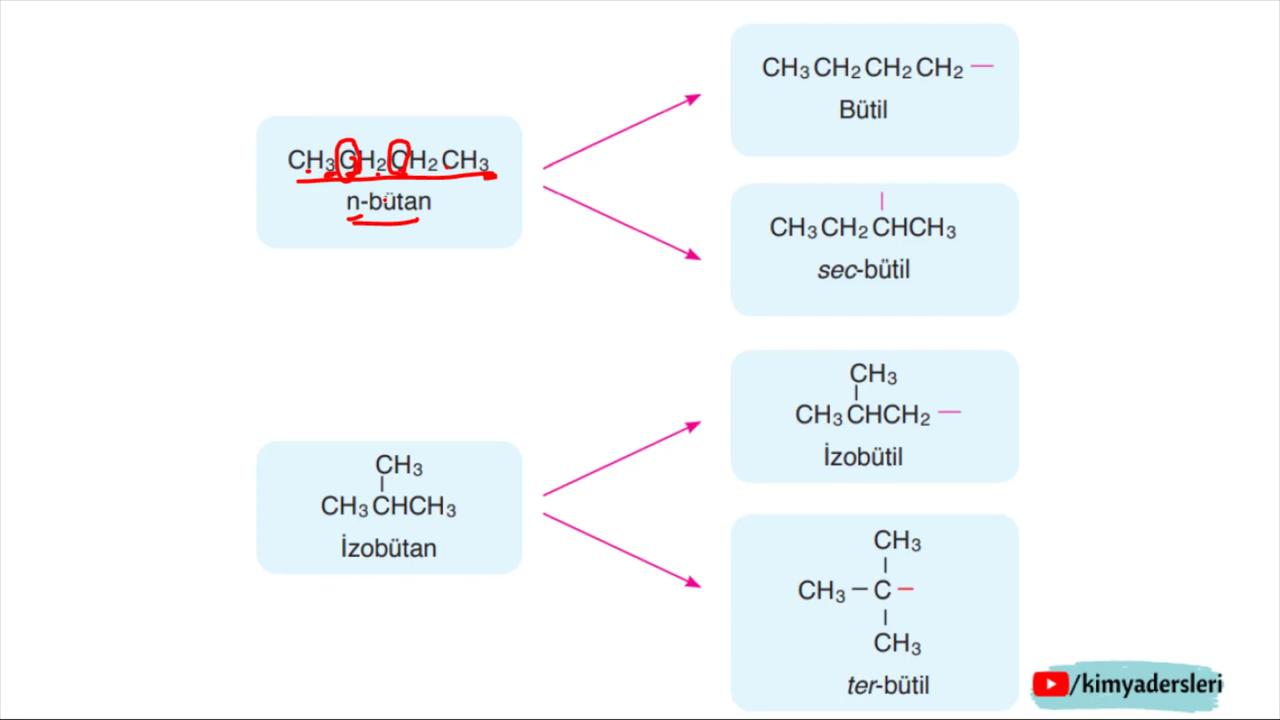 CH₃CH₂CH₂CH₃
n-bütan
CH₃CH₂CH₂CH₂—
Bütil
CH₃CH₂CHCH₃
sec-bütil
CH₃
CH₃CHCH₃
İzobütan
CH₃
CH₃CHCH₂—
İzobütil
CH₃
CH₃—C—
CH₃
ter-bütil
/kimyadersleri